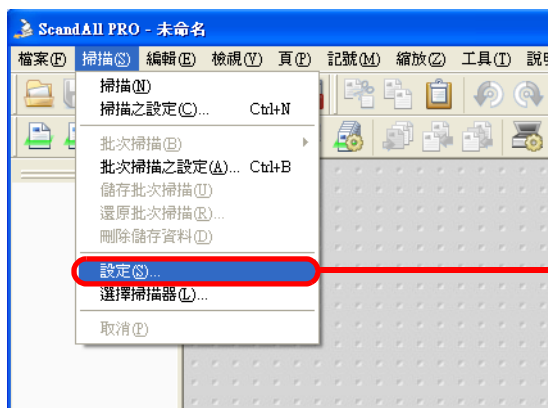 ScandAll PRO - 未命名
檔案(F) 掃描(S) 編輯(E) 檢視(V) 頁(P) 記號(M) 縮放(Z) 工具(T) 說
掃描(N)
掃描之設定(C)... Ctrl+N
批次掃描(B)
批次掃描之設定(A)... Ctrl+B
儲存批次掃描(U)
還原批次掃描(R)...
刪除儲存資料(D)
設定(S)...
選擇掃描器(L)...
取消(P)